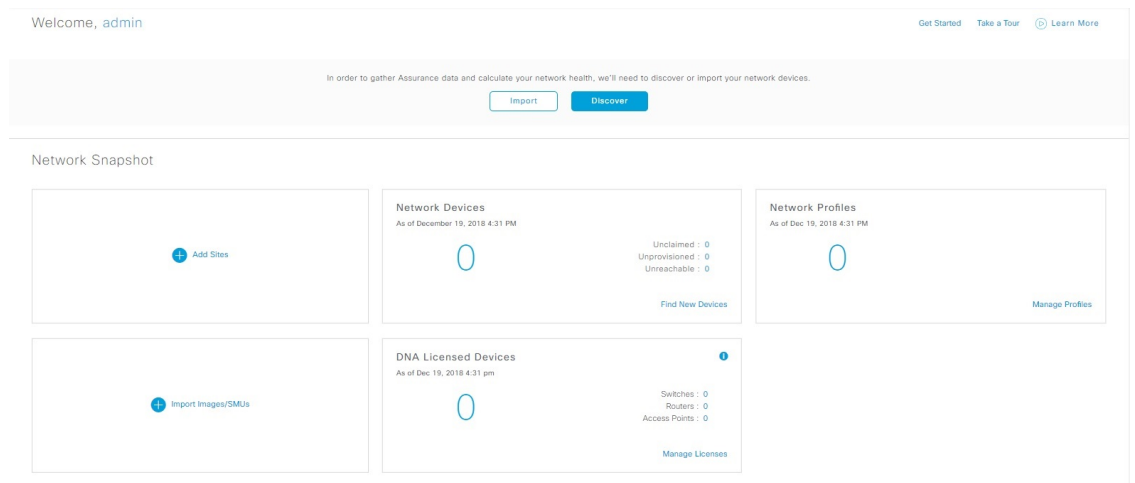 Welcome, admin
Get Started Take a Tour Learn More
In order to gather Assurance data and calculate your network health, we'll need to discover or import your network devices.
Import Discover
Network Snapshot
Add Sites
Network Devices
As of December 19, 2018 4:31 PM
0
Unclaimed : 0
Unprovisioned : 0
Unreachable : 0
Find New Devices
Network Profiles
As of Dec 19, 2018 4:31 PM
0
Manage Profiles
Import Images/SMUs
DNA Licensed Devices
As of Dec 19, 2018 4:31 pm
0
Switches : 0
Routers : 0
Access Points : 0
Manage Licenses